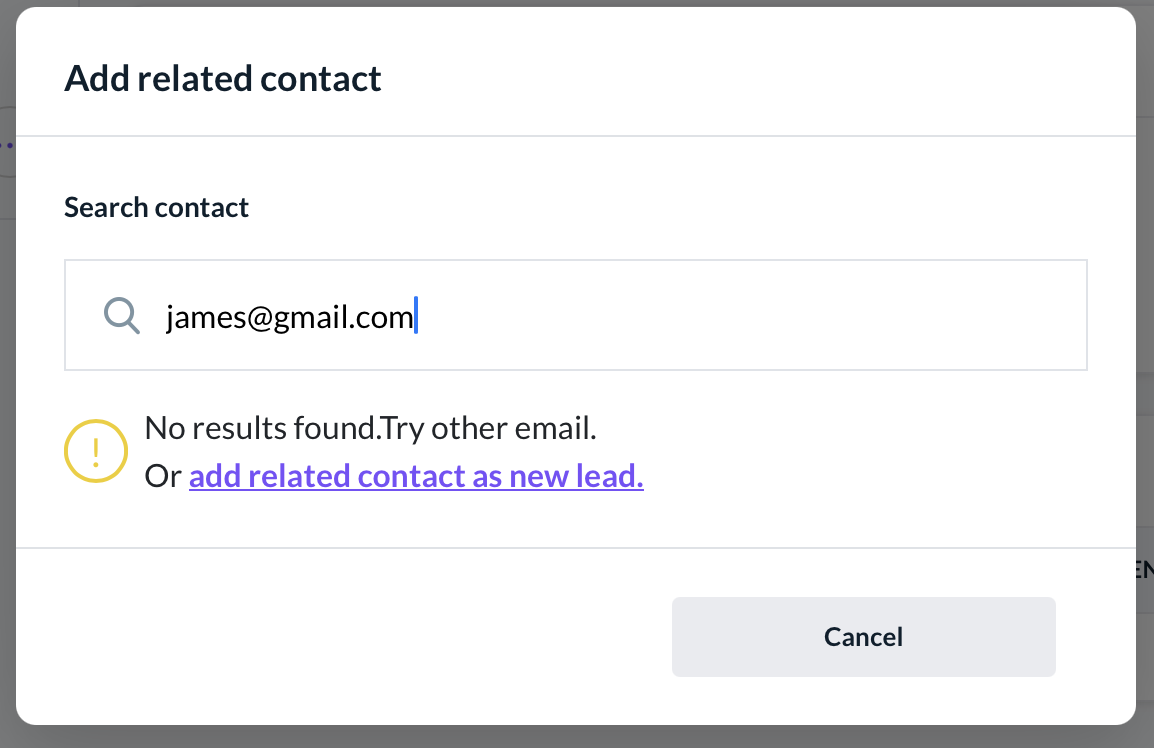 Add related contact
Search contact
james@gmail.com
No results found.Try other email.
Or add related contact as new lead.
EN
Cancel